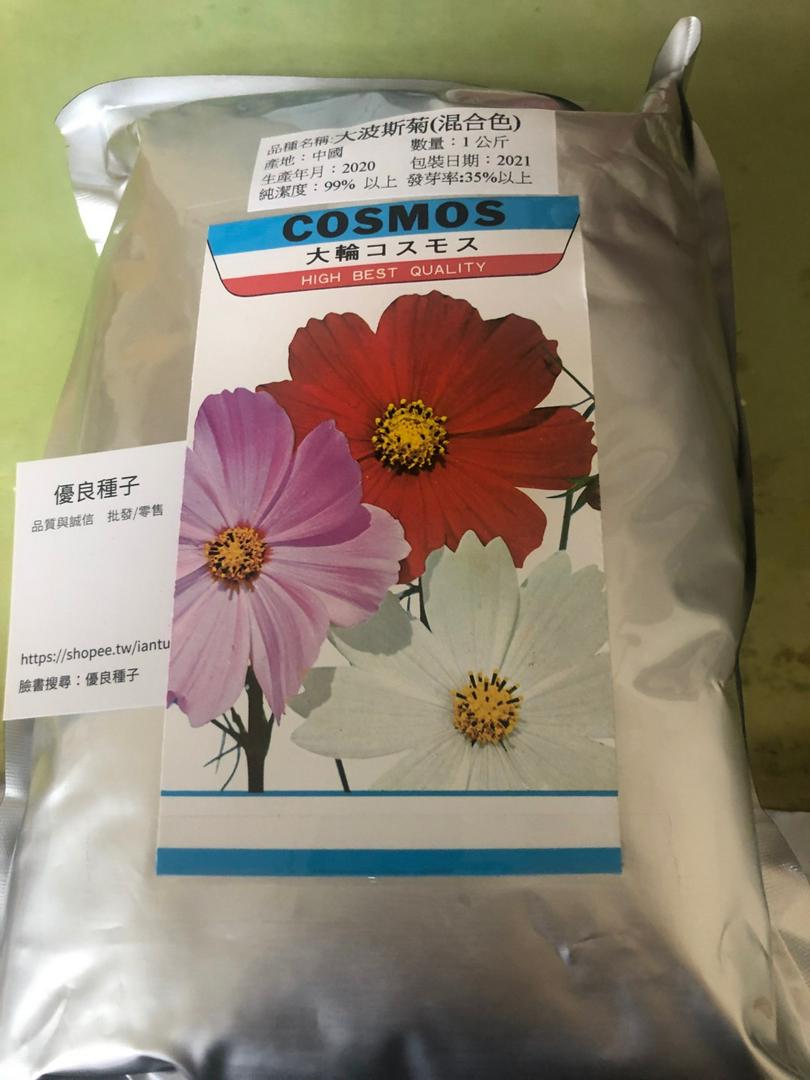 品種名稱:大波斯菊(混合色)
產地：中國 數量：1 公斤
生產年月：2020 包裝日期：2021
純潔度：99% 以上 發芽率:35%以上
COSMOS
大輪コスモス
HIGH BEST QUALITY
優良種子
品質與誠信 批發/零售
https://shopee.tw/iantu
臉書搜尋：優良種子